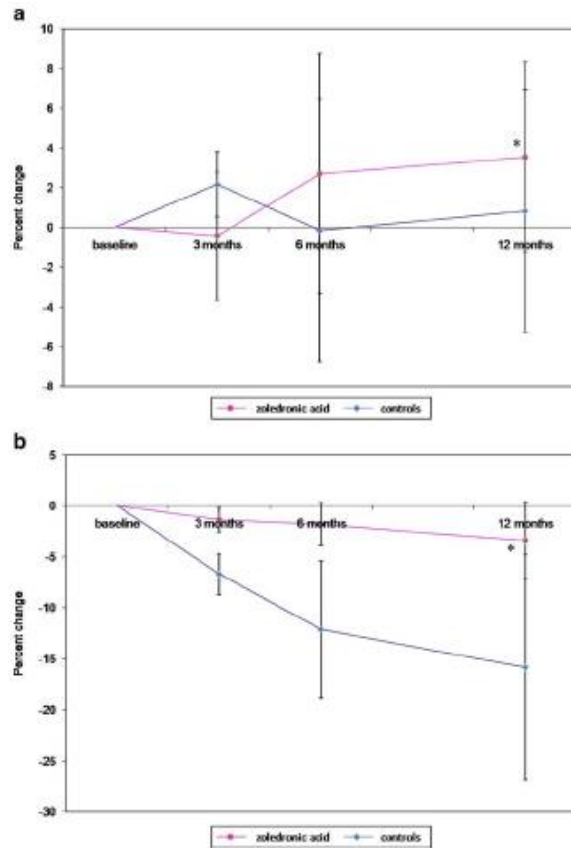 a
10
8
6
4
2
0
-2
-4
-6
-8
Percent change
baseline 3 months 6 months 12 months
*
zoledronic acid controls
b
5
0
-5
-10
-15
-20
-25
-30
Percent change
baseline 3 months 6 months 12 months
*
zoledronic acid controls